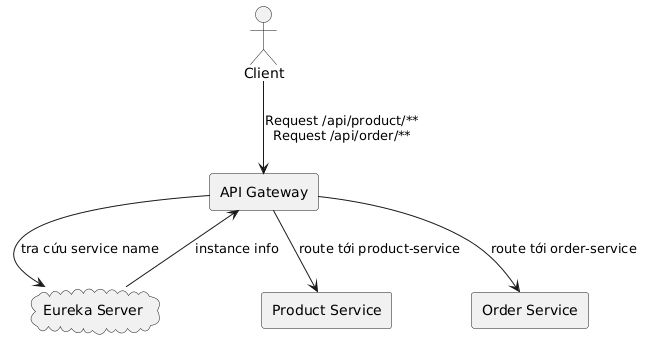 Client
Request /api/product/**
Request /api/order/**
API Gateway
tra cứu service name
instance info
route tới product-service
route tới order-service
Eureka Server
Product Service
Order Service